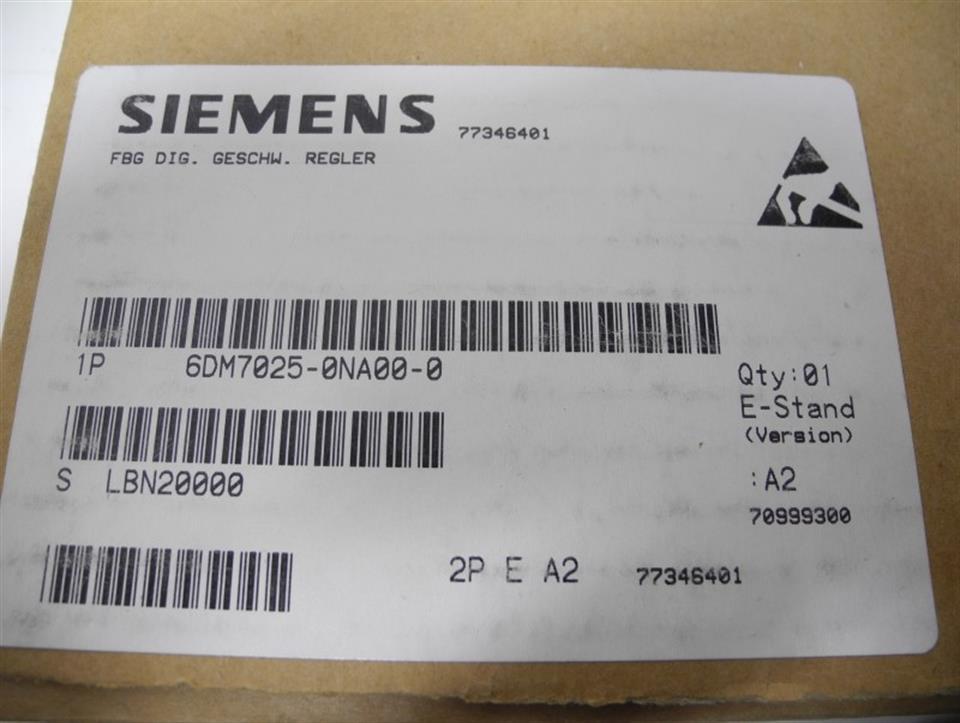 SIEMENS 77346401
FBG DIG. GESCHW. REGLER
1P 6DM7025-0NA00-0
Qty:01
E-Stand
(Version)
S LBN20000
:A2
70999300
2P E A2 77346401